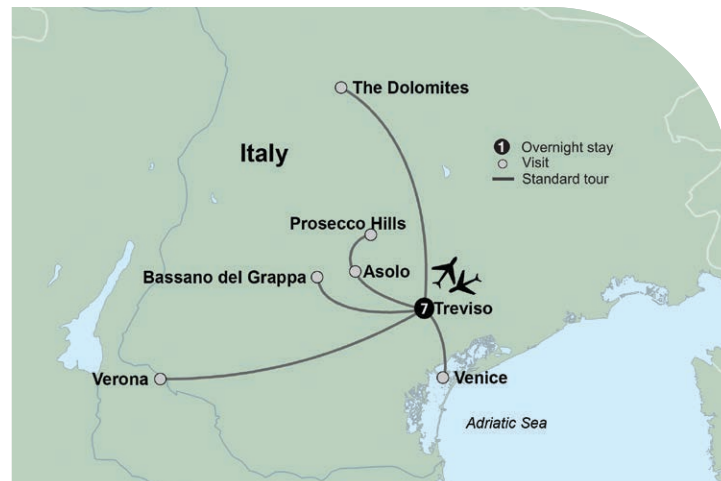 The Dolomites
Italy
1 Overnight stay
Visit
Standard tour
Prosecco Hills
Asolo
Bassano del Grappa
7 Treviso
Verona
Venice
Adriatic Sea